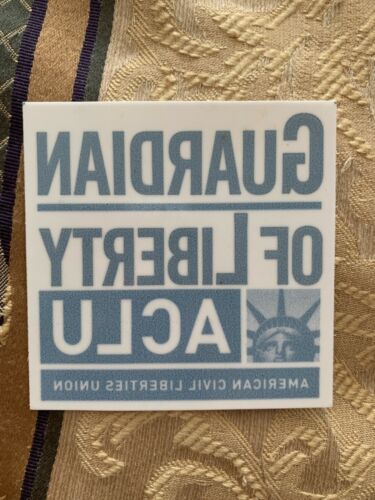 GUARDIAN
OF LIBERTY
ACLU
AMERICAN CIVIL LIBERTIES UNION